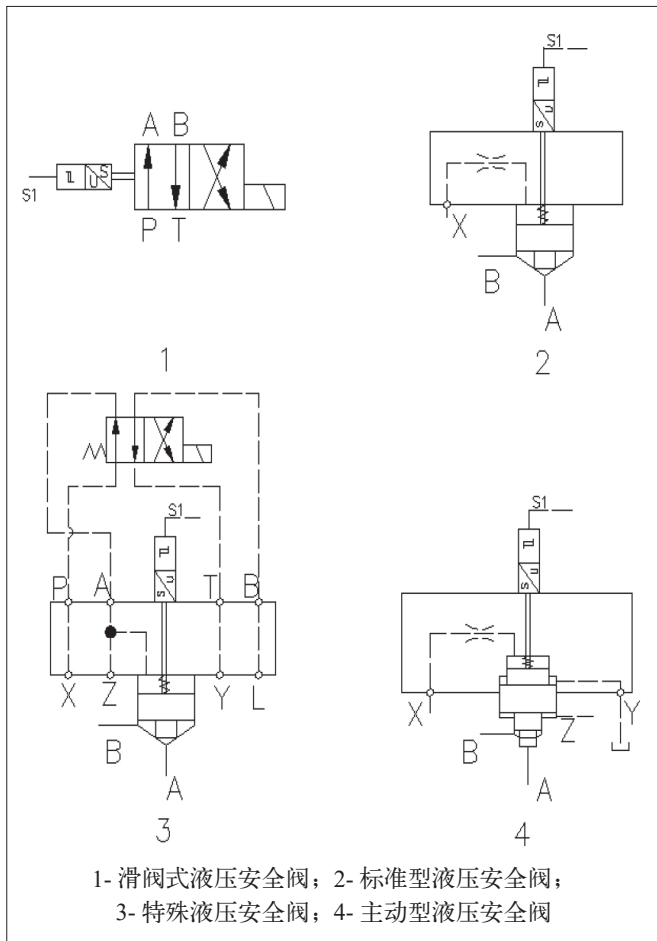 S1
A B
S1
P T
X
B
A
1
2
S1
P A T B
X Z Y L
B
A
3
S1
X Y
Z
B
A
4
1- 滑阀式液压安全阀；2- 标准型液压安全阀；
3- 特殊液压安全阀；4- 主动型液压安全阀